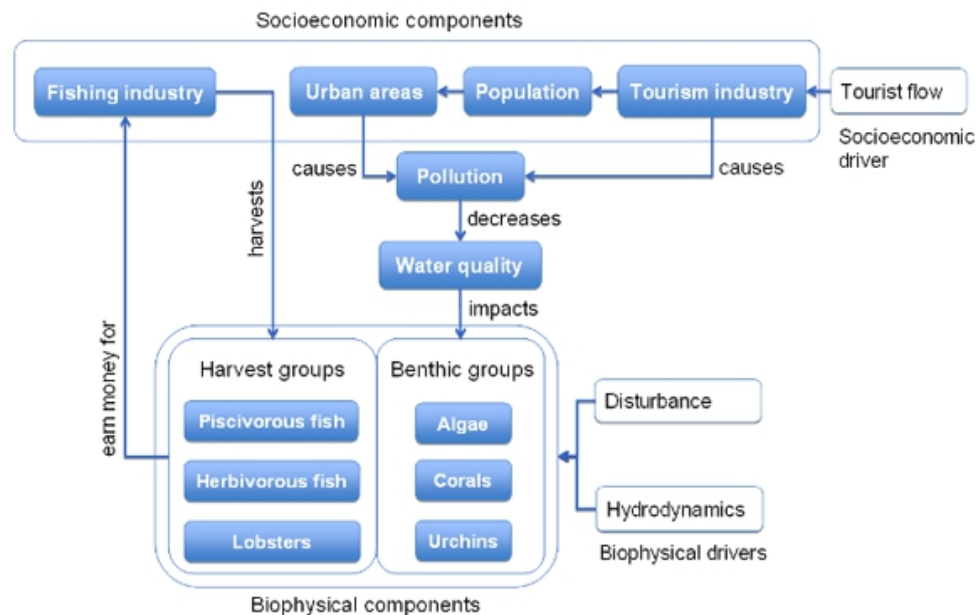 Socioeconomic components
Fishing industry
Urban areas
Population
Tourism industry
Tourist flow
Socioeconomic
driver
causes
Pollution
causes
harvests
decreases
Water quality
impacts
earn money for
Harvest groups
Benthic groups
Piscivorous fish
Algae
Disturbance
Herbivorous fish
Corals
Hydrodynamics
Lobsters
Urchins
Biophysical drivers
Biophysical components